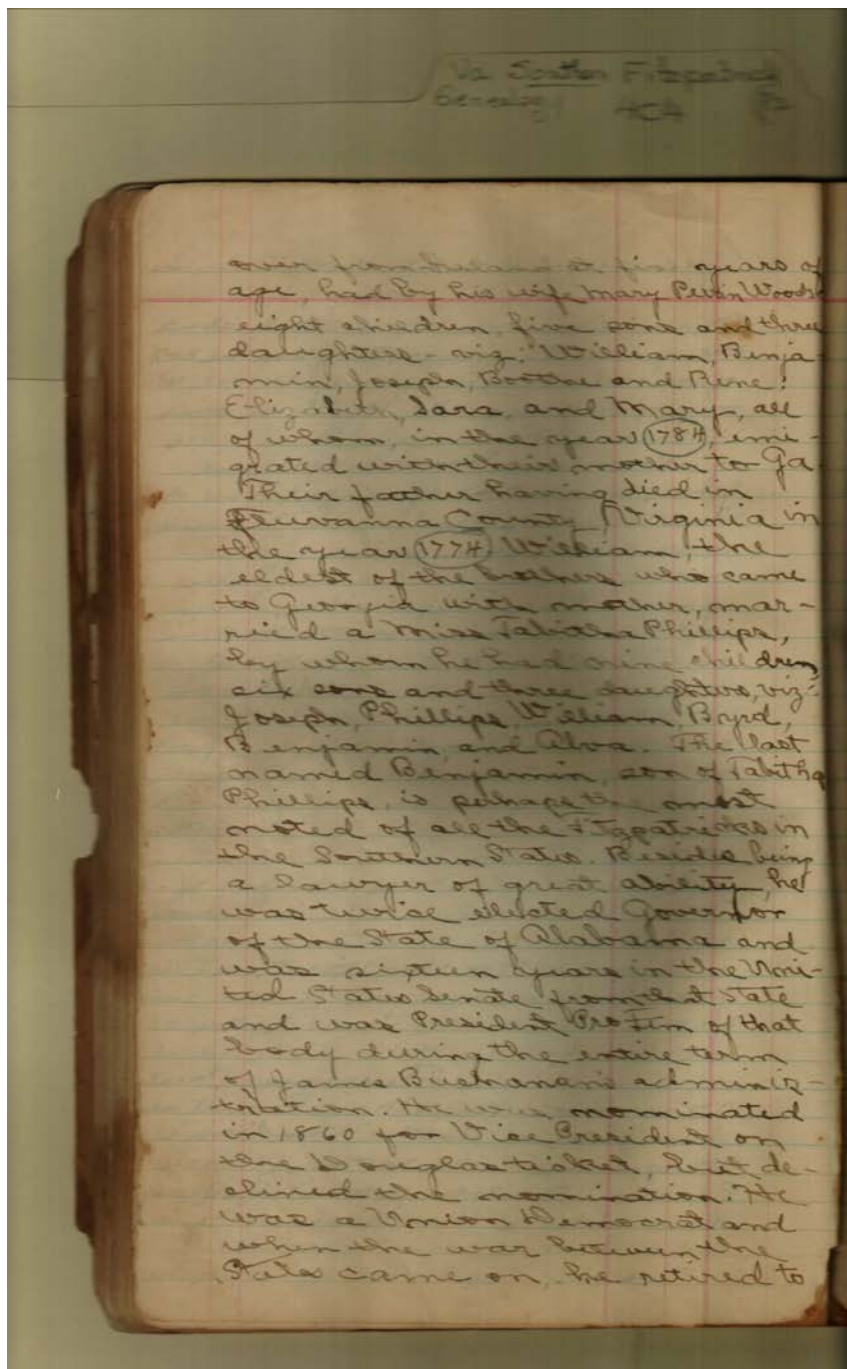 Va Southern Fitzpatrick
Genealogy 4C4
over from Ireland at five years of
age, had by his wife Mary Perin Woods
eight children, five sons and three
daughters - viz: William, Benja-
min, Joseph, Boothe and Rene;
Elizabeth, Sara, and Mary, all
of whom, in the year 1784, emi-
grated with their mother to Ga.
Their father having died in
Fluvanna County, Virginia in
the year 1774. William, the
eldest of the brothers who came
to Georgia with mother, mar-
ried a Miss Tabitha Phillips,
by whom he had nine children,
six sons and three daughters, viz:
Joseph, Phillips, William, Byrd,
Benjamin, and Alva. The last
named Benjamin, son of Tabitha
Phillips, is perhaps the most
noted of all the Fitzpatricks in
the Southern States. Besides being
a lawyer of great ability, he
was twice elected Governor
of the State of Alabama and
was sixteen years in the Uni-
ted States Senate from that State
and was President Pro Tem of that
body during the entire term
of James Buchanan's adminis-
tration. He was nominated
in 1860 for Vice President on
the Douglas ticket, but de-
clined the nomination. He
was a Union Democrat and
when the war between the
States came on, he retired to